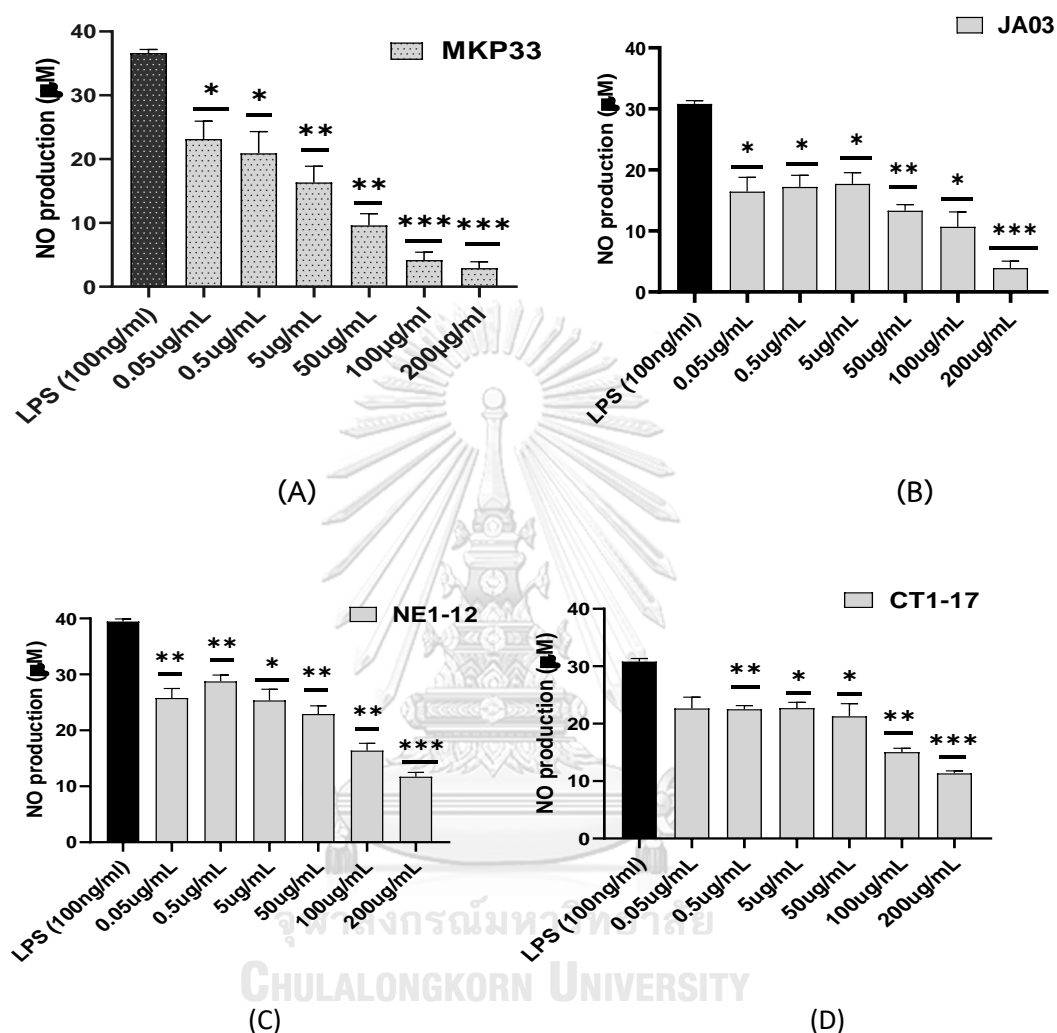 MKP33
NO production (µM)
40
30
20
10
0
*
*
**
**
***
***
LPS (100ng/ml)
0.05ug/mL
0.5ug/mL
5ug/mL
50ug/mL
100µg/ml
200µg/ml
(A)
JA03
NO production (µM)
40
30
20
10
0
*
*
*
**
*
***
LPS (100ng/ml)
0.05ug/mL
0.5ug/mL
5ug/mL
50ug/mL
100ug/mL
200ug/mL
(B)
NE1-12
NO production (µM)
40
30
20
10
0
**
**
*
**
**
***
LPS (100ng/ml)
0.05ug/mL
0.5ug/mL
5ug/mL
50ug/mL
100ug/mL
200ug/mL
(C)
CT1-17
NO production (µM)
40
30
20
10
0
**
*
*
**
***
LPS (100ng/ml)
0.05ug/mL
0.5ug/mL
5ug/mL
50ug/mL
100ug/mL
200ug/mL
(D)
จุฬาลงกรณ์มหาวิทยาลัย
CHULALONGKORN UNIVERSITY